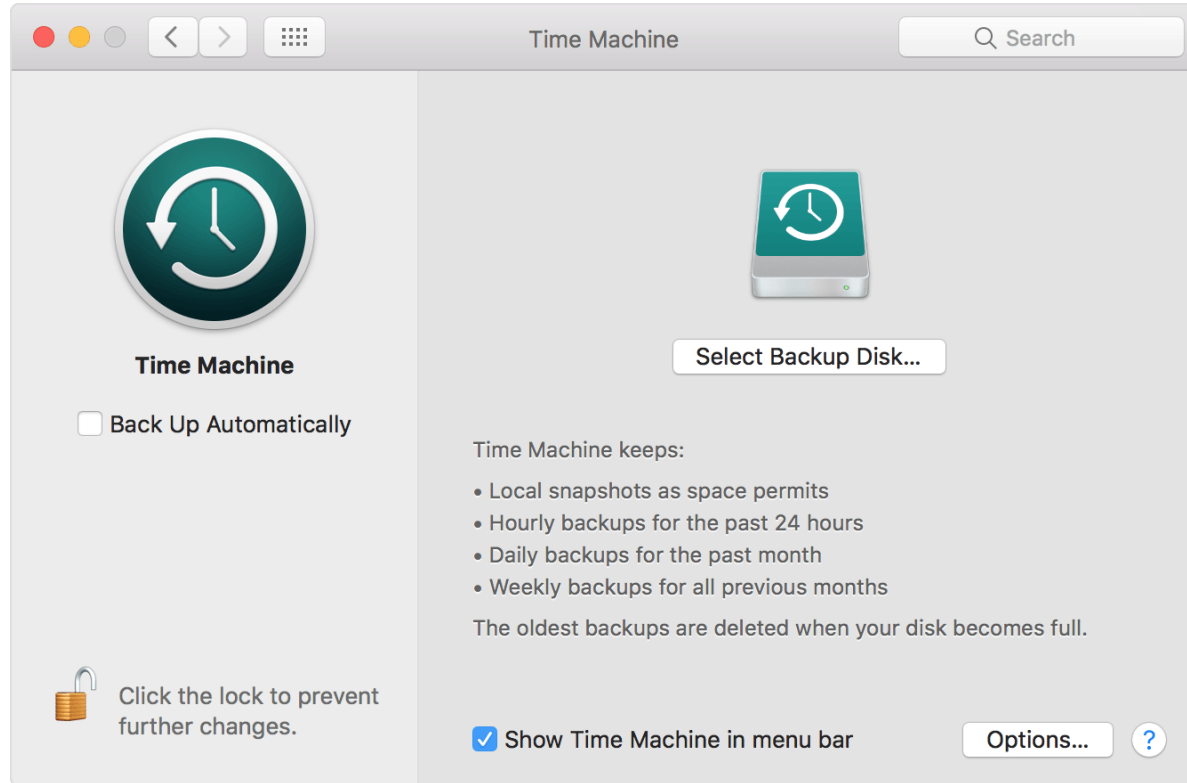 Time Machine
Search
Time Machine
Back Up Automatically
Click the lock to prevent
further changes.
Select Backup Disk...
Time Machine keeps:
• Local snapshots as space permits
• Hourly backups for the past 24 hours
• Daily backups for the past month
• Weekly backups for all previous months
The oldest backups are deleted when your disk becomes full.
Show Time Machine in menu bar
Options...
?